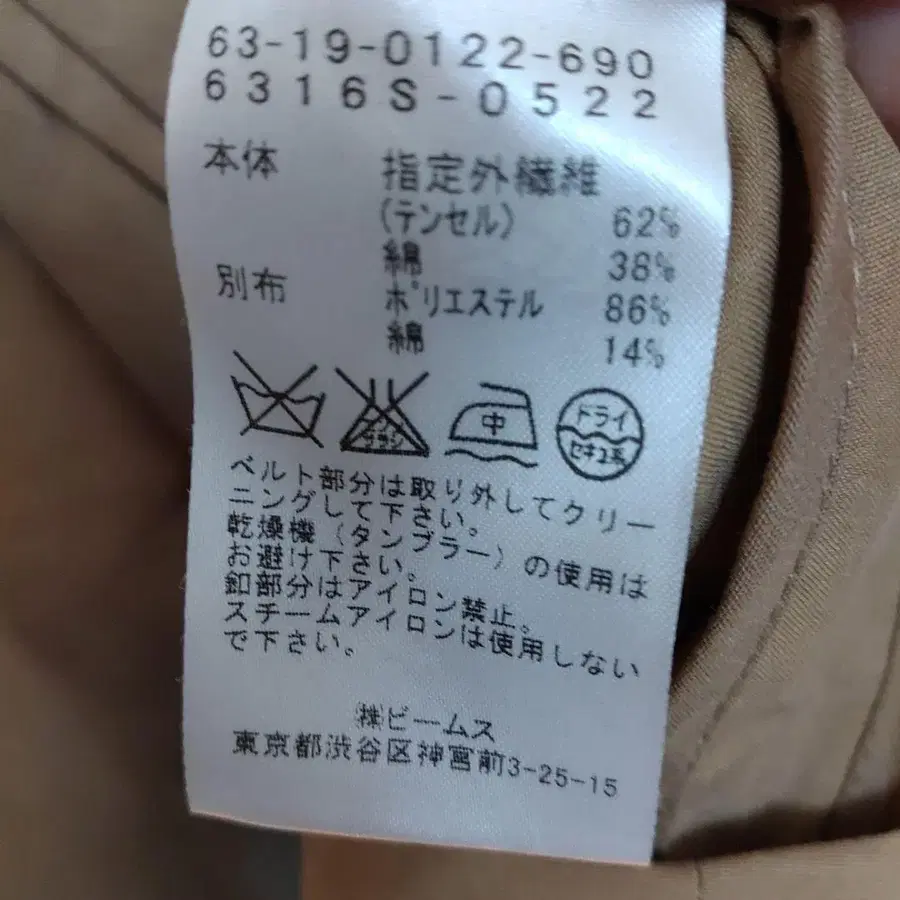 63-19-0122-690
6316S-0522
本体 指定外繊維
(テンセル) 62%
綿 38%
別布 ポリエステル 86%
綿 14%
エンソ
サラシ
中
ドライ
セキユ系
ベルト部分は取り外してクリー
ニングして下さい。
乾燥機(タンブラー)の使用は
お避け下さい。
釦部分はアイロン禁止。
スチームアイロンは使用しない
で下さい。
㈱ビームス
東京都渋谷区神宮前3-25-15